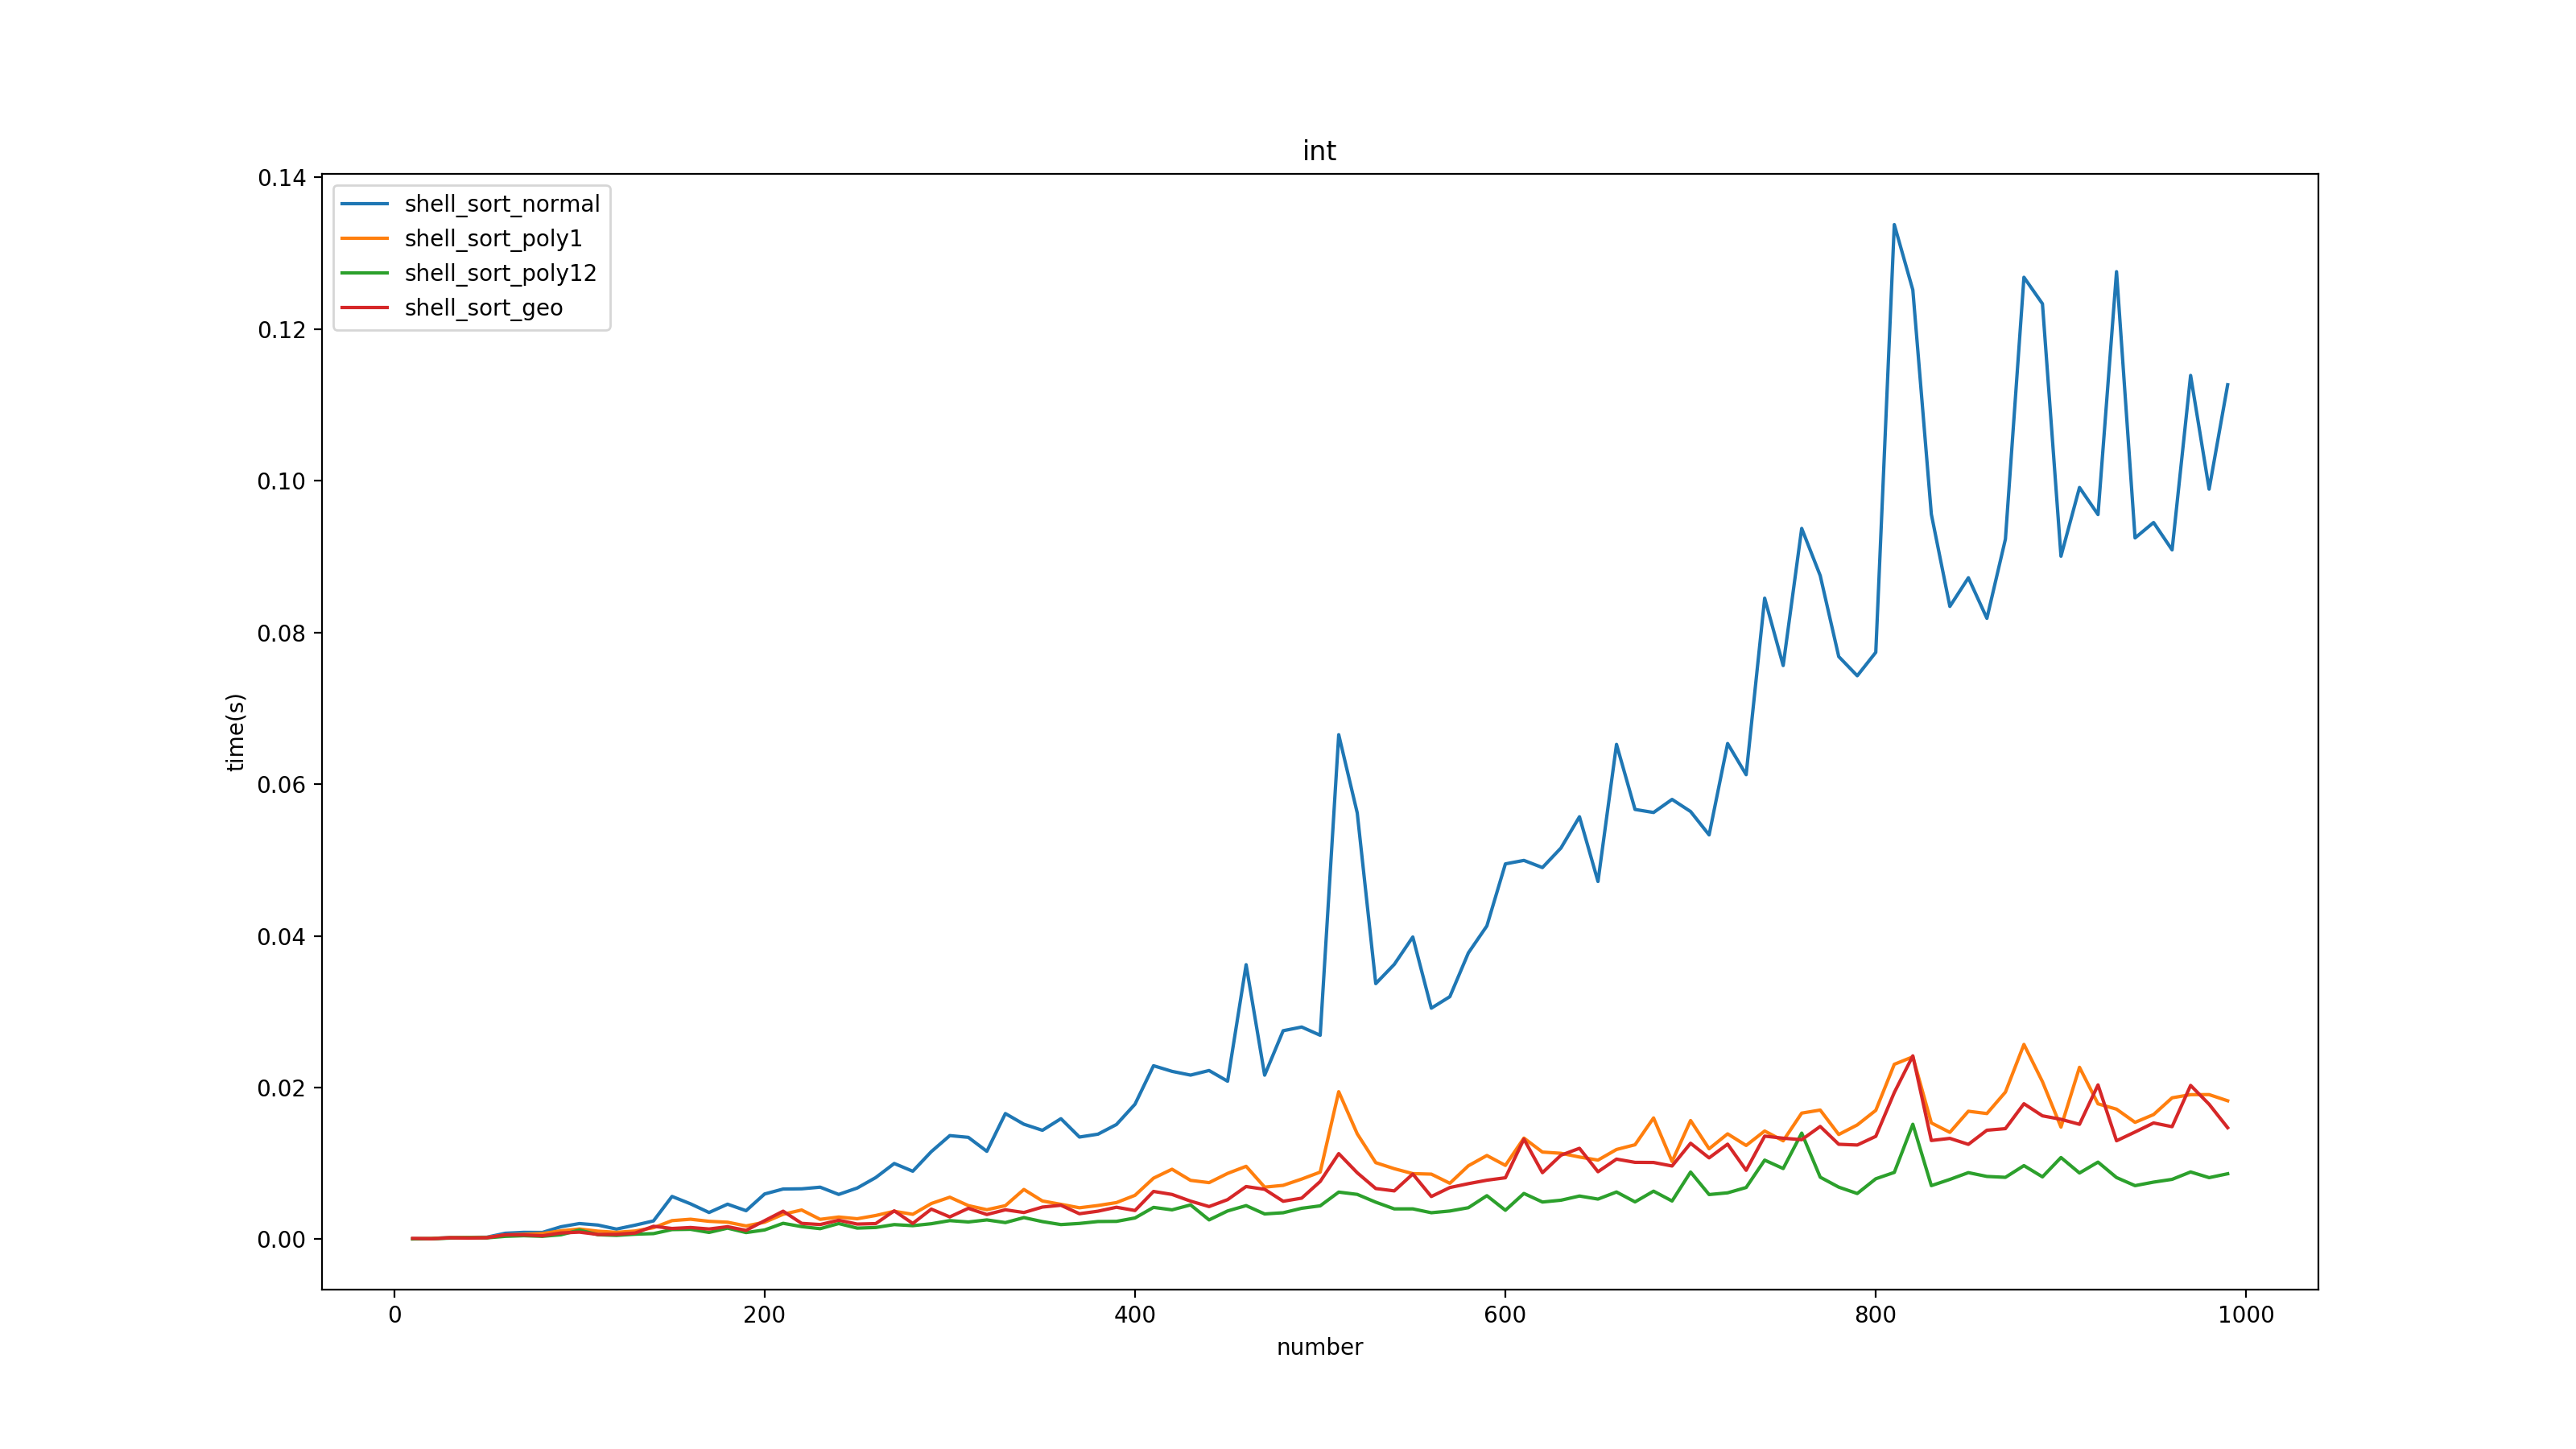 int
0.14
0.12
0.10
0.08
0.06
0.04
0.02
0.00
time(s)
shell_sort_normal
shell_sort_poly1
shell_sort_poly12
shell_sort_geo
0
200
400
600
800
1000
number